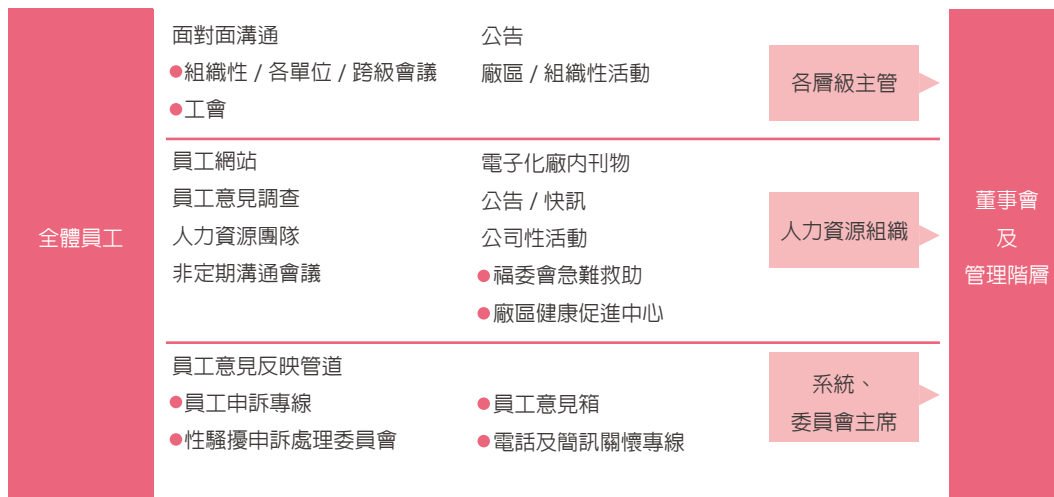 全體員工
面對面溝通
●組織性 / 各單位 / 跨級會議
●工會
公告
廠區 / 組織性活動
各層級主管
員工網站
員工意見調查
人力資源團隊
非定期溝通會議
電子化廠內刊物
公告 / 快訊
公司性活動
●福委會急難救助
●廠區健康促進中心
人力資源組織
員工意見反映管道
●員工申訴專線
●性騷擾申訴處理委員會
●員工意見箱
●電話及簡訊關懷專線
系統、
委員會主席
董事會
及
管理階層